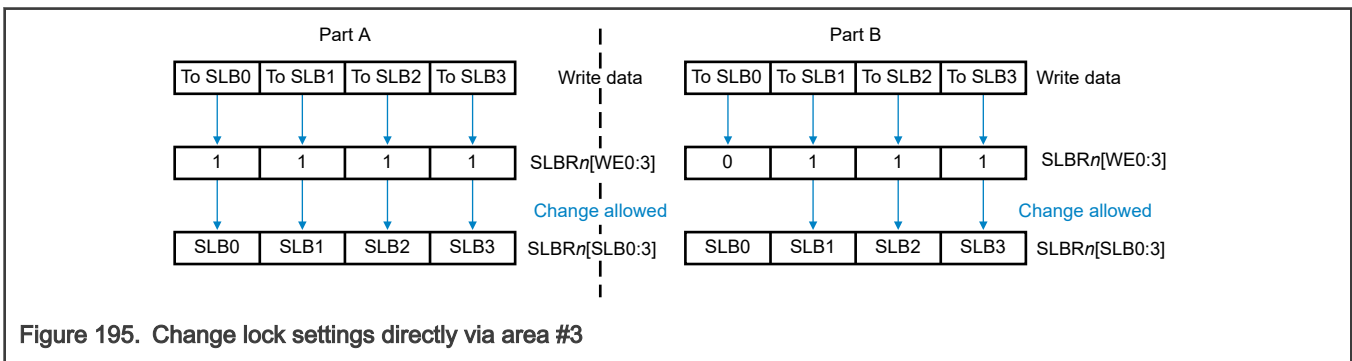 Part A
Part B
To SLB0 To SLB1 To SLB2 To SLB3 Write data
To SLB0 To SLB1 To SLB2 To SLB3 Write data
1 1 1 1 SLBRn[WE0:3]
0 1 1 1 SLBRn[WE0:3]
Change allowed
Change allowed
SLB0 SLB1 SLB2 SLB3 SLBRn[SLB0:3]
SLB0 SLB1 SLB2 SLB3 SLBRn[SLB0:3]
Figure 195. Change lock settings directly via area #3